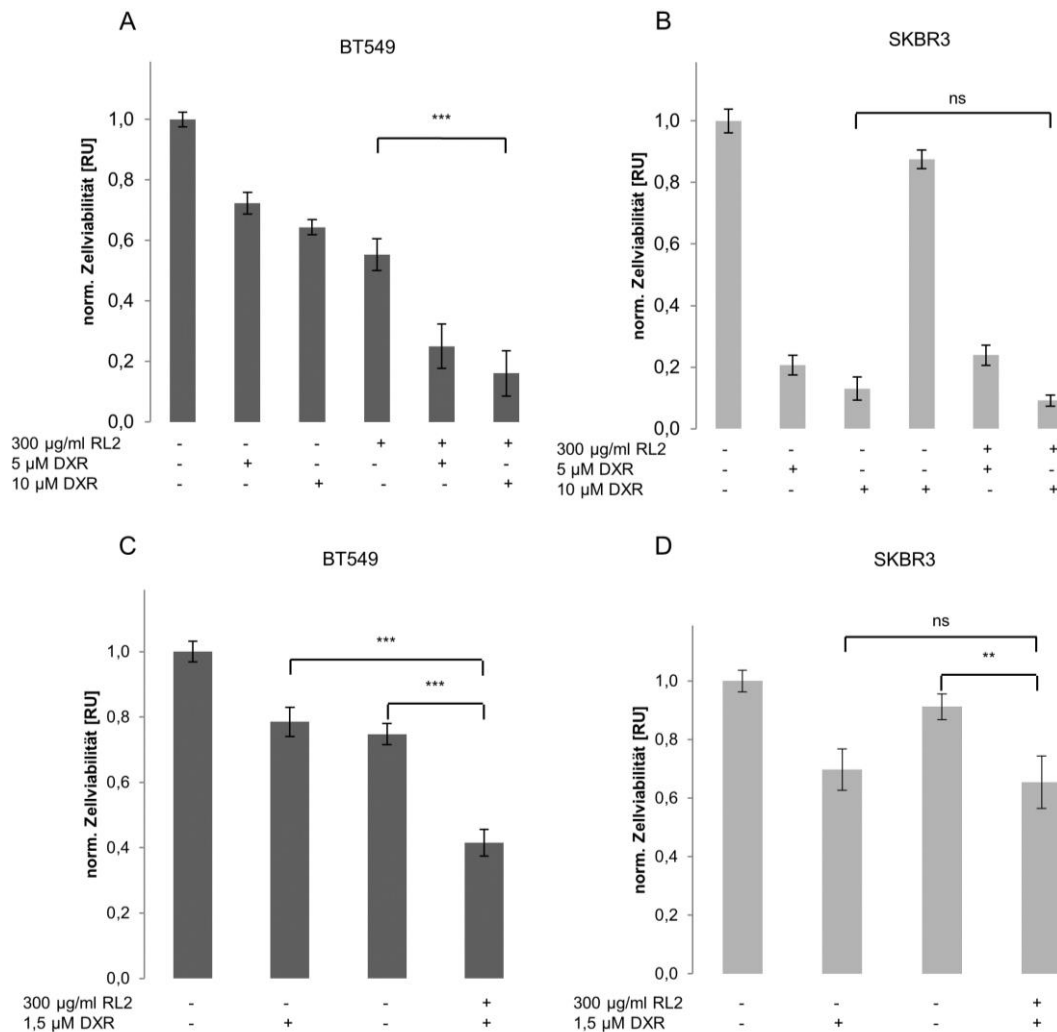 A
BT549
norm. Zellviabilität [RU]
1,0
0,8
0,6
0,4
0,2
0,0
***
300 µg/ml RL2 - - - + + +
5 µM DXR - + - - + -
10 µM DXR - - + - - +
B
SKBR3
norm. Zellviabilität [RU]
1,0
0,8
0,6
0,4
0,2
0,0
ns
300 µg/ml RL2 - - - - + +
5 µM DXR - + - - + -
10 µM DXR - - + + - +
C
BT549
norm. Zellviabilität [RU]
1,0
0,8
0,6
0,4
0,2
0,0
***
***
300 µg/ml RL2 - - - +
1,5 µM DXR - + - +
D
SKBR3
norm. Zellviabilität [RU]
1,0
0,8
0,6
0,4
0,2
0,0
ns
**
300 µg/ml RL2 - - - +
1,5 µM DXR - + - +